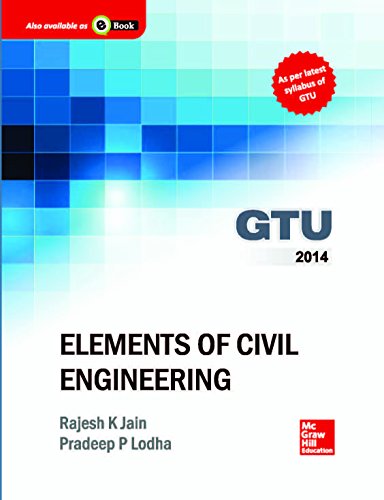 Also available as e Book
As per latest
syllabus of
GTU
GTU
2014
ELEMENTS OF CIVIL
ENGINEERING
Rajesh K Jain
Pradeep P Lodha
Mc
Graw
Hill
Education